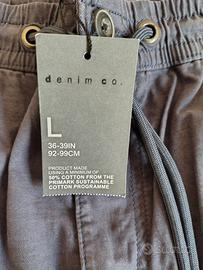 denim co.
L
36-39IN
92-99CM
PRODUCT MADE
USING A MINIMUM OF
50% COTTON FROM THE
PRIMARK SUSTAINABLE
COTTON PROGRAMME